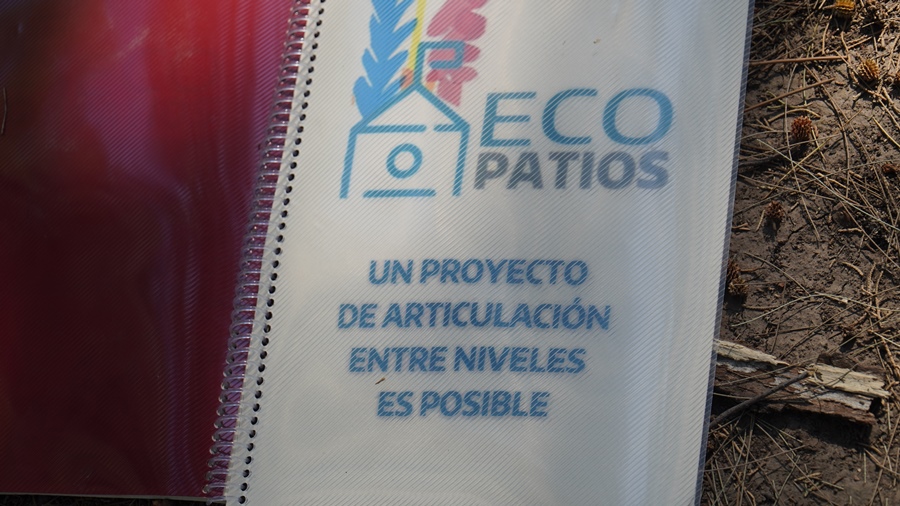 ECO
PATIOS
UN PROYECTO
DE ARTICULACIÓN
ENTRE NIVELES
ES POSIBLE